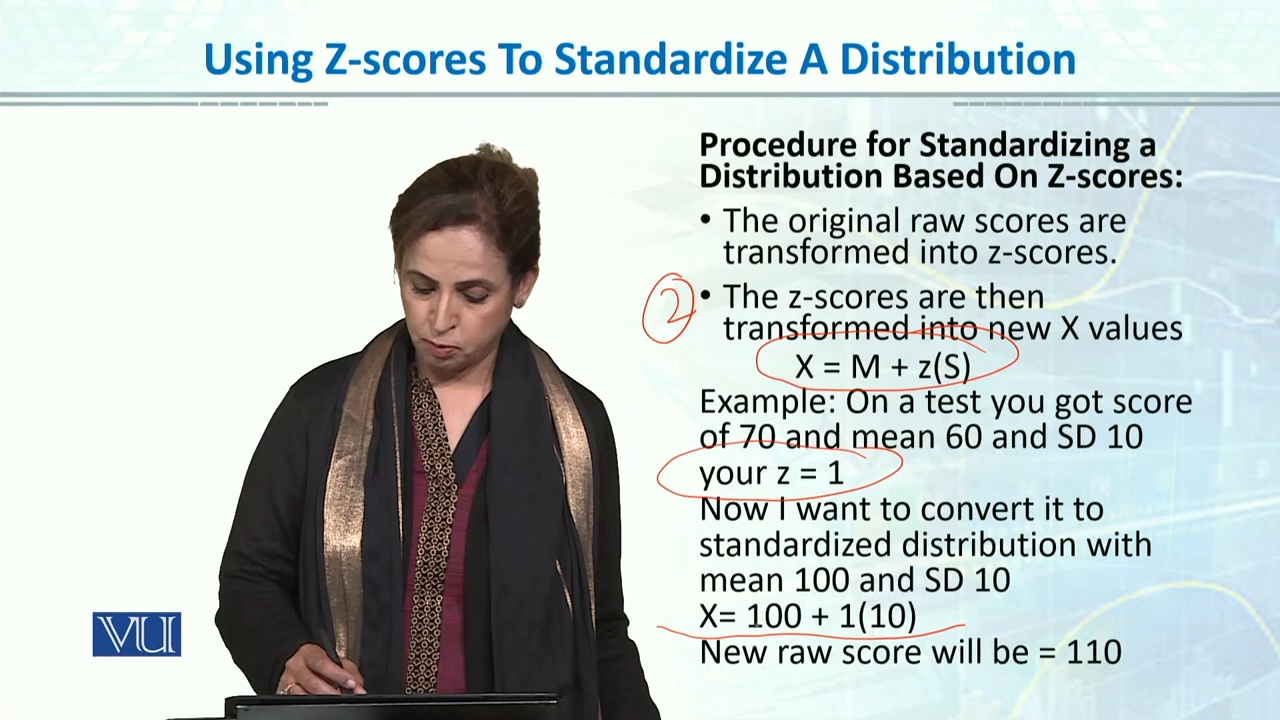 Using Z-scores To Standardize A Distribution
Procedure for Standardizing a
Distribution Based On Z-scores:
• The original raw scores are
transformed into z-scores.
2
• The z-scores are then
transformed into new X values
X = M + z(S)
Example: On a test you got score
of 70 and mean 60 and SD 10
your z = 1
Now I want to convert it to
standardized distribution with
mean 100 and SD 10
X= 100 + 1(10)
New raw score will be = 110
VU